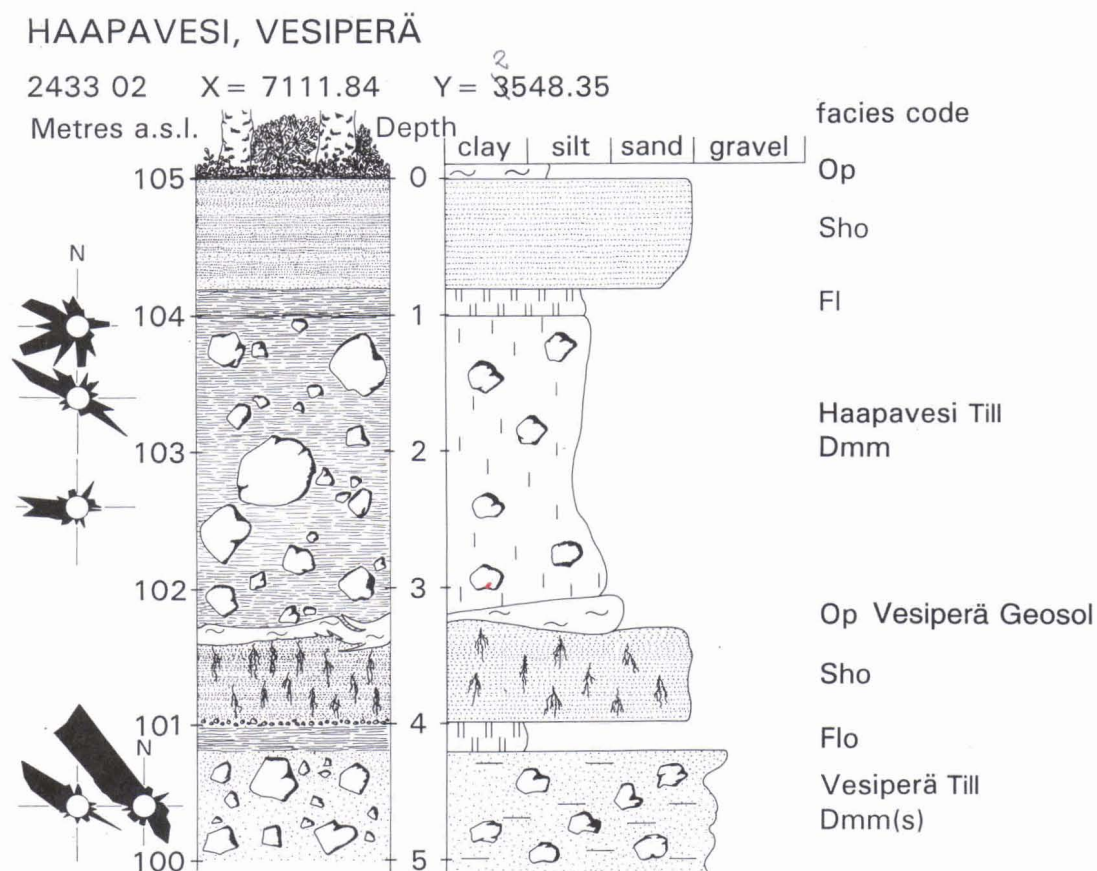 HAAPAVESI, VESIPERÄ
2
2433 02 X = 7111.84 Y = 3548.35
Metres a.s.l. Depth
clay silt sand gravel
facies code
105 0 Op
Sho
N
104 1 Fl
Haapavesi Till
103 2 Dmm
102 3
Op Vesiperä Geosol
Sho
101 4
N
Flo
Vesiperä Till
Dmm(s)
100 5